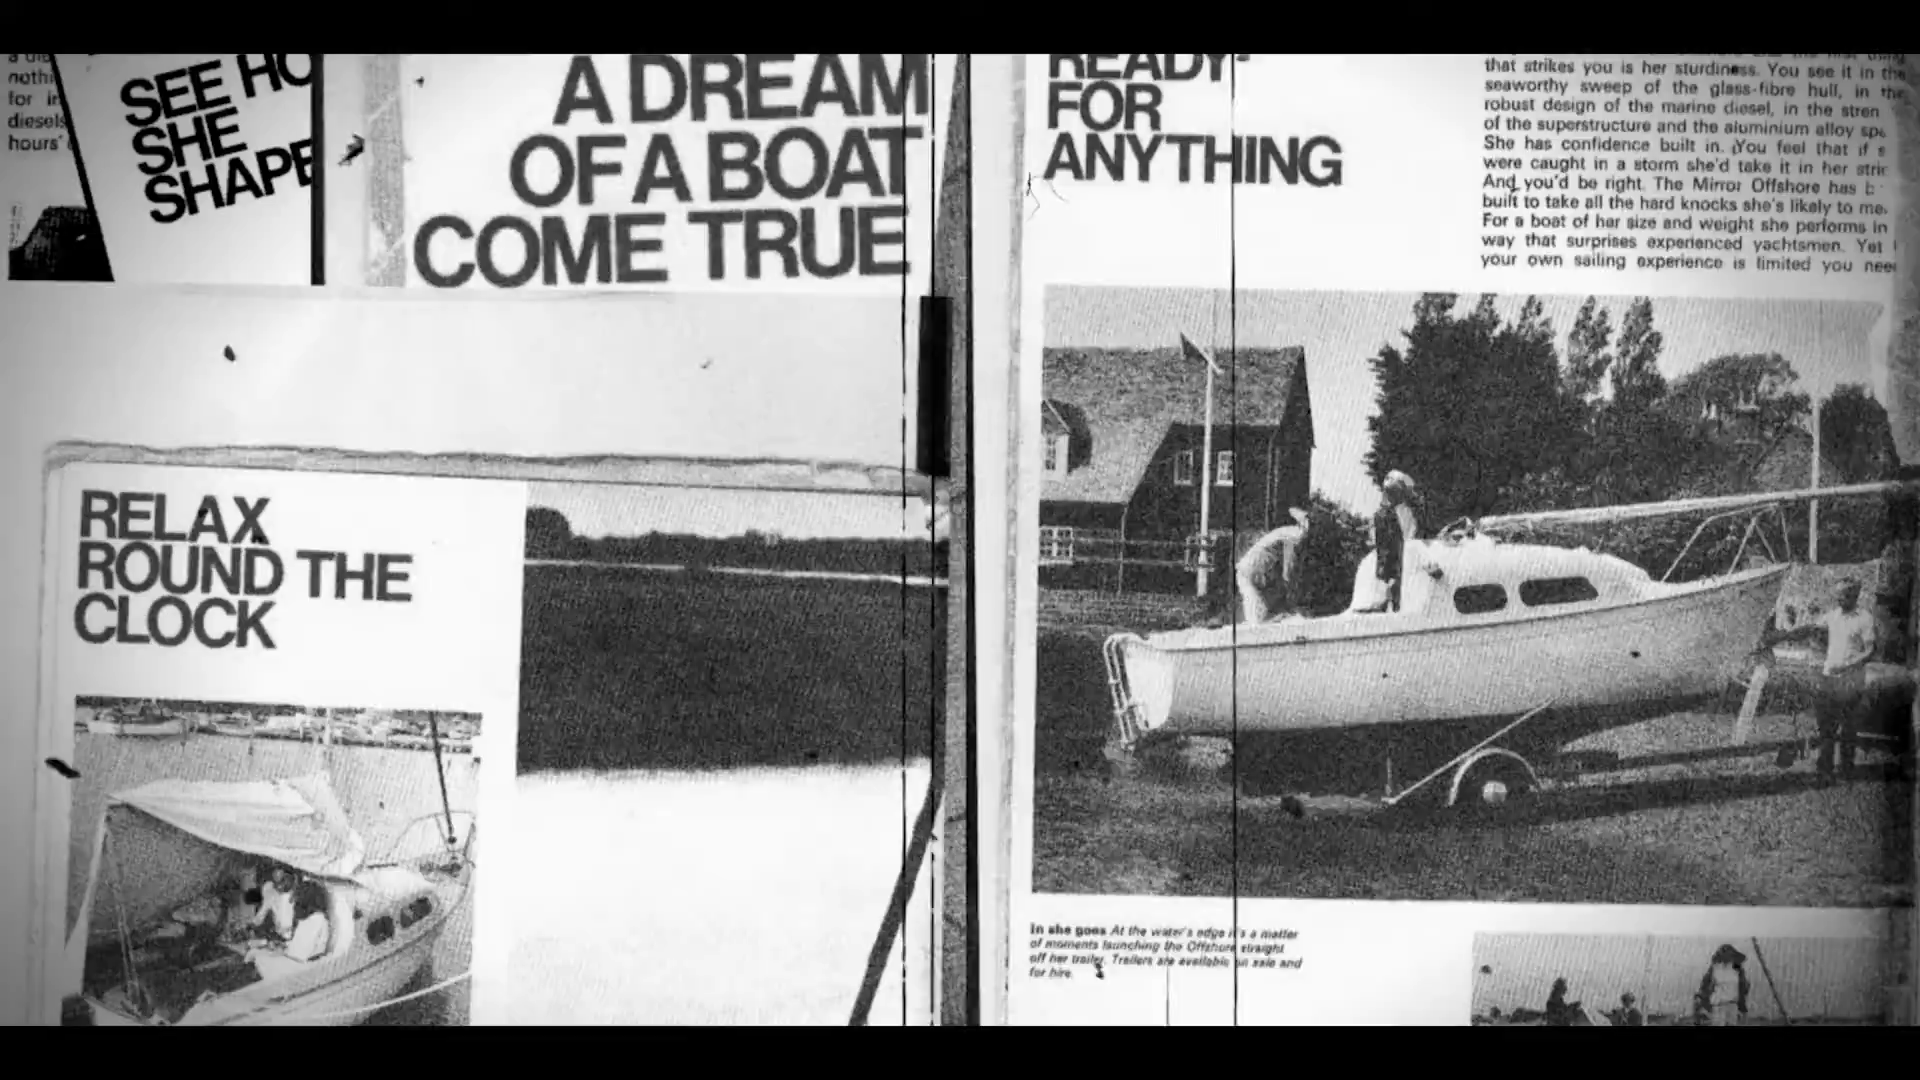 nothi
for in
diesels
hours'
SEE HO
SHE
SHAPE
A DREAM
OF A BOAT
COME TRUE
READY
FOR
ANYTHING
that strikes you is her sturdiness. You see it in the
seaworthy sweep of the glass-fibre hull, in the
robust design of the marine diesel, in the stren
of the superstructure and the aluminium alloy spa
She has confidence built in. You feel that if s
were caught in a storm she'd take it in her stric
And you'd be right. The Mirror Offshore has b
built to take all the hard knocks she's likely to me
For a boat of her size and weight she performs in
way that surprises experienced yachtsmen. Yet
your own sailing experience is limited you nee
RELAX
ROUND THE
CLOCK
In she goes At the water's edge it's a matter
of moments launching the Offshore straight
off her trailer. Trailers are available on sale and
for hire.